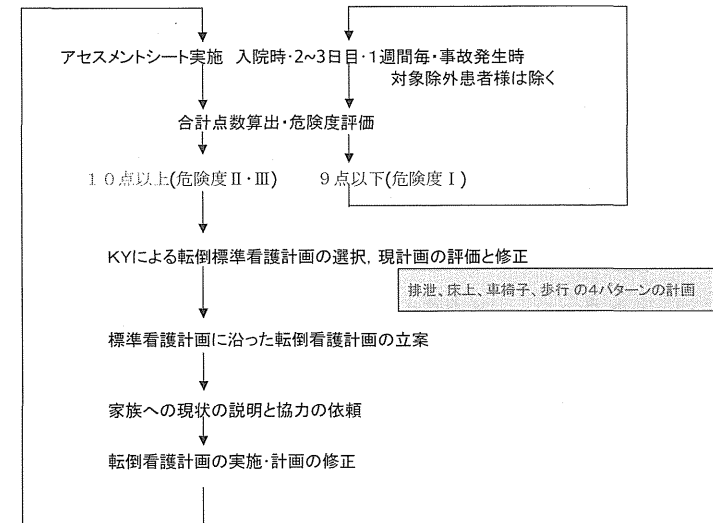 アセスメントシート実施 入院時・2~3日目・1週間毎・事故発生時
対象除外患者様は除く
合計点数算出・危険度評価
10点以上(危険度Ⅱ・Ⅲ) 9点以下(危険度Ⅰ)
KYによる転倒標準看護計画の選択, 現計画の評価と修正
排泄、床上、車椅子、歩行 の4パターンの計画
標準看護計画に沿った転倒看護計画の立案
家族への現状の説明と協力の依頼
転倒看護計画の実施・計画の修正